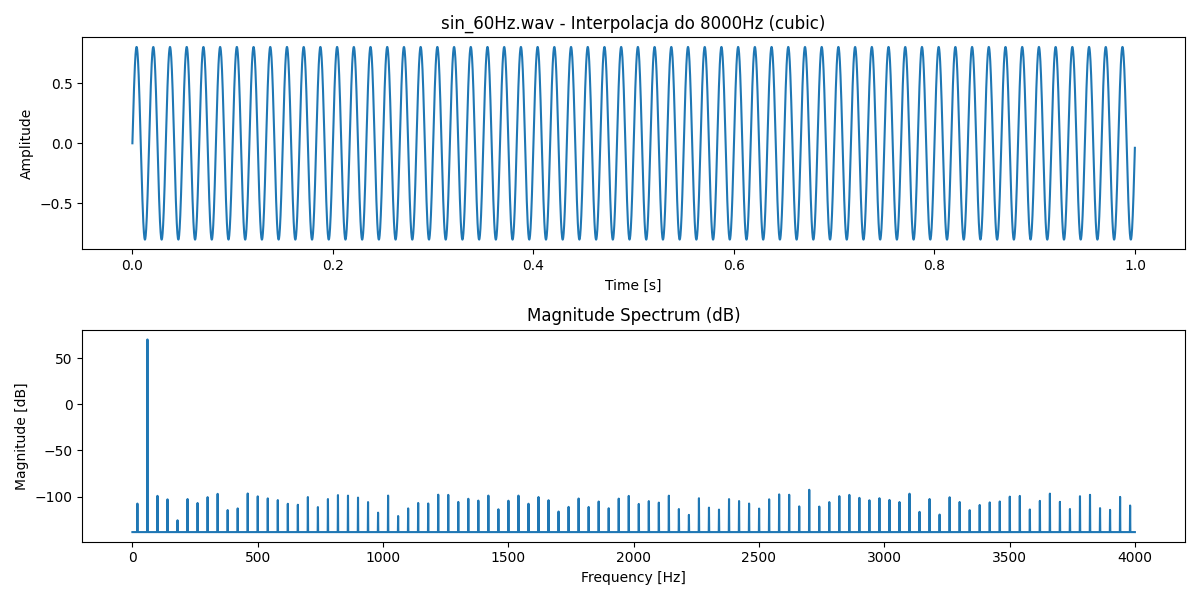 sin_60Hz.wav - Interpolacja do 8000Hz (cubic)
0.5
0.0
−0.5
Amplitude
0.0 0.2 0.4 0.6 0.8 1.0
Time [s]
Magnitude Spectrum (dB)
50
0
−50
−100
Magnitude [dB]
0 500 1000 1500 2000 2500 3000 3500 4000
Frequency [Hz]